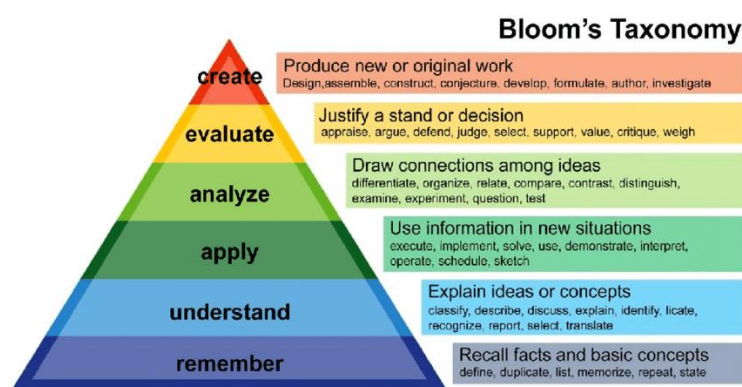 Bloom's Taxonomy
create
Produce new or original work
Design,assemble, construct, conjecture, develop, formulate, author, investigate
evaluate
Justify a stand or decision
appraise, argue, defend, judge, select, support, value, critique, weigh
analyze
Draw connections among ideas
differentiate, organize, relate, compare, contrast, distinguish,
examine, experiment, question, test
apply
Use information in new situations
execute, implement, solve, use, demonstrate, interpret,
operate, schedule, sketch
understand
Explain ideas or concepts
classify, describe, discuss, explain, identify, licate,
recognize, report, select, translate
remember
Recall facts and basic concepts
define, duplicate, list, memorize, repeat, state